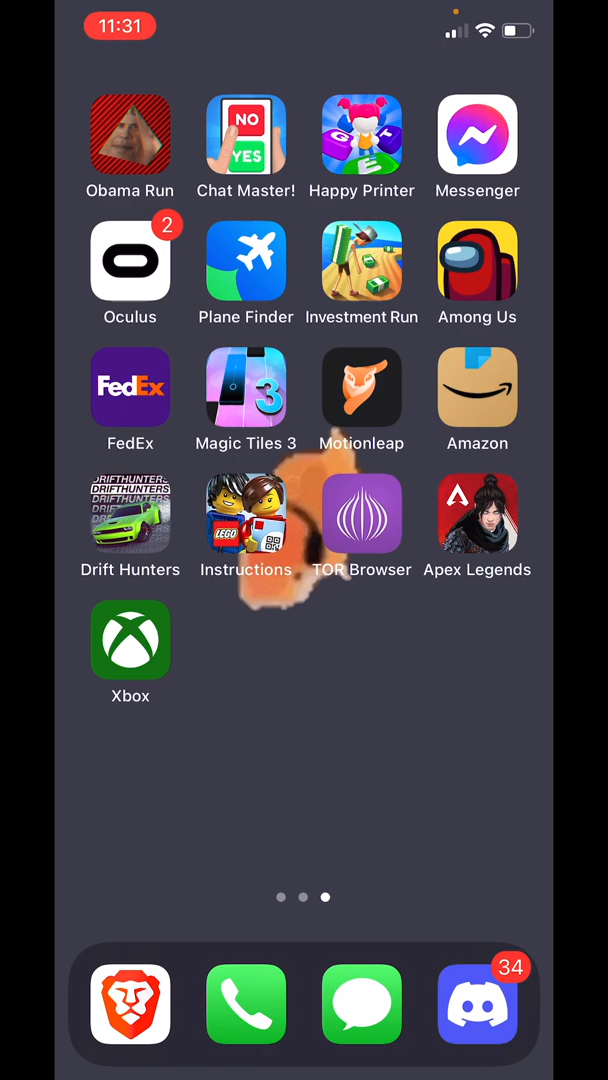 11:31
NO
YES
G T
E
Obama Run
Chat Master!
Happy Printer
Messenger
2
Oculus
Plane Finder
Investment Run
Among Us
FedEx
3
FedEx
Magic Tiles 3
Motionleap
Amazon
DRIFTHUNTERS
DRIFTHUNTERS
DRIFTHUNTERS
LEGO
Drift Hunters
Instructions
TOR Browser
Apex Legends
Xbox
34